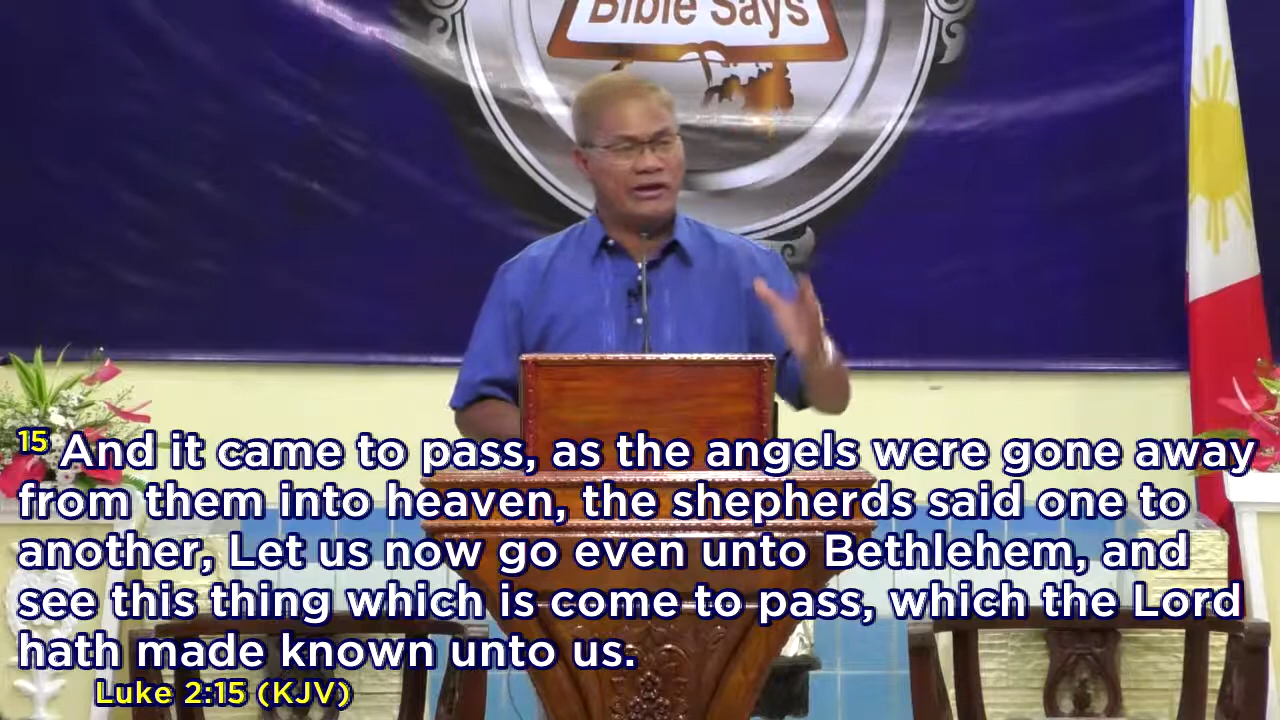 Bible Says
15 And it came to pass, as the angels were gone away
from them into heaven, the shepherds said one to
another, Let us now go even unto Bethlehem, and
see this thing which is come to pass, which the Lord
hath made known unto us.
Luke 2:15 (KJV)